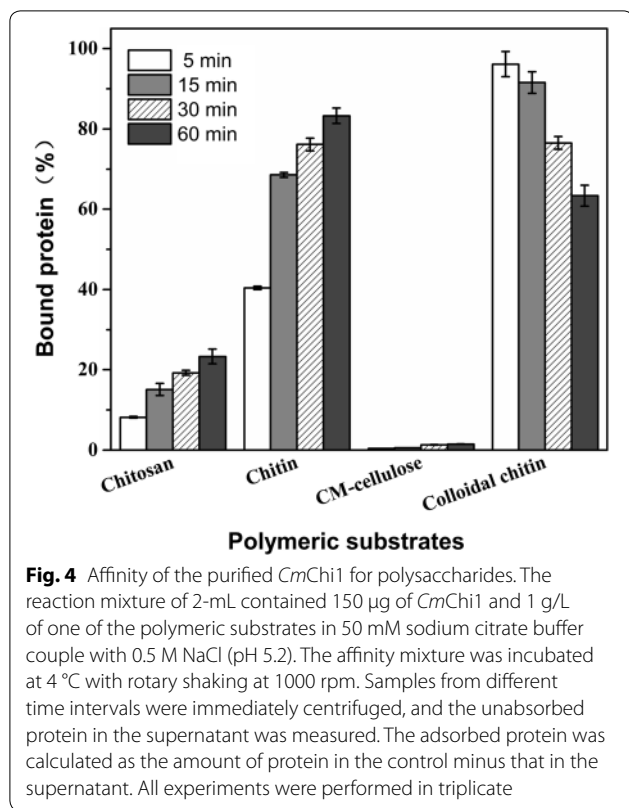 100
80
60
40
20
0
Bound protein (%)
5 min
15 min
30 min
60 min
Chitosan
Chitin
CM-cellulose
Colloidal chitin
Polymeric substrates
Fig. 4 Affinity of the purified CmChi1 for polysaccharides. The
reaction mixture of 2-mL contained 150 μg of CmChi1 and 1 g/L
of one of the polymeric substrates in 50 mM sodium citrate buffer
couple with 0.5 M NaCl (pH 5.2). The affinity mixture was incubated
at 4 °C with rotary shaking at 1000 rpm. Samples from different
time intervals were immediately centrifuged, and the unabsorbed
protein in the supernatant was measured. The adsorbed protein was
calculated as the amount of protein in the control minus that in the
supernatant. All experiments were performed in triplicate